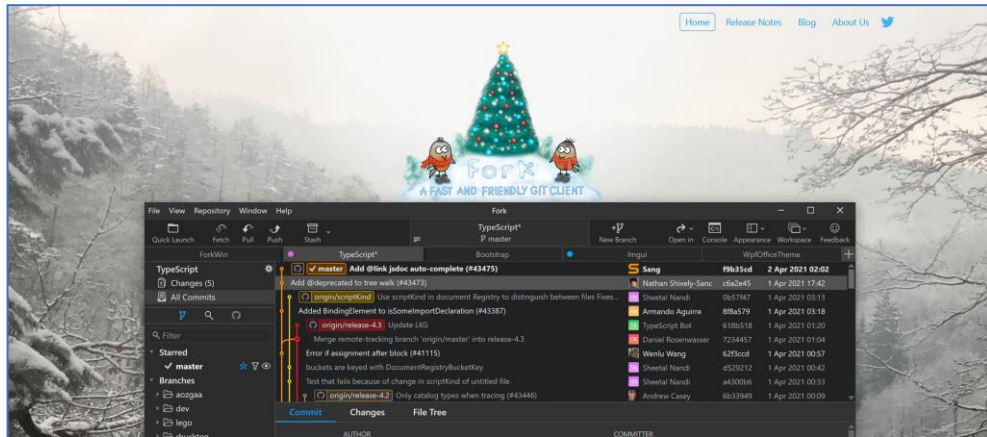 Home Release Notes Blog About Us
Fork
A FAST AND FRIENDLY GIT CLIENT
File View Repository Window Help Fork
Quick Launch Fetch Pull Push Stash TypeScript* master New Branch Open in Console Appearance Workspace Feedback
ForkWin TypeScript* Bootstrap Imgui WpfOfficeTheme
TypeScript
Changes (5)
All Commits
Filter
Starred
master
Branches
aozgaa
dev
lego
master Add @link jsdoc auto-complete (#43475) Sang f9b35cd 2 Apr 2021 02:02
Add @deprecated to tree walk (#43473) Nathan Shively-Sanc c6a2e45 1 Apr 2021 17:42
origin/scriptKind Use scriptKind in document Registry to distinguish between files Fixes... Sheetal Nandi 0b57f47 1 Apr 2021 03:13
Added BindingElement to isSomeImportDeclaration (#43387) Armando Aguirre 8f8a579 1 Apr 2021 03:18
origin/release-4.3 Update LKG TypeScript Bot 618b518 1 Apr 2021 01:20
Merge remote-tracking branch 'origin/master' into release-4.3 Daniel Rosenwasser 7234457 1 Apr 2021 01:04
Error if assignment after block (#41115) Wenlu Wang 62f3ccd 1 Apr 2021 00:57
buckets are keyed with DocumentRegistryBucketKey Sheetal Nandi d529212 1 Apr 2021 00:42
Test that fails because of change in scriptKind of untitled file Sheetal Nandi a4300b6 1 Apr 2021 00:33
origin/release-4.2 Only catalog types when tracing (#43446) Andrew Casey 6b33949 1 Apr 2021 00:09
Commit Changes File Tree
AUTHOR COMMITTER